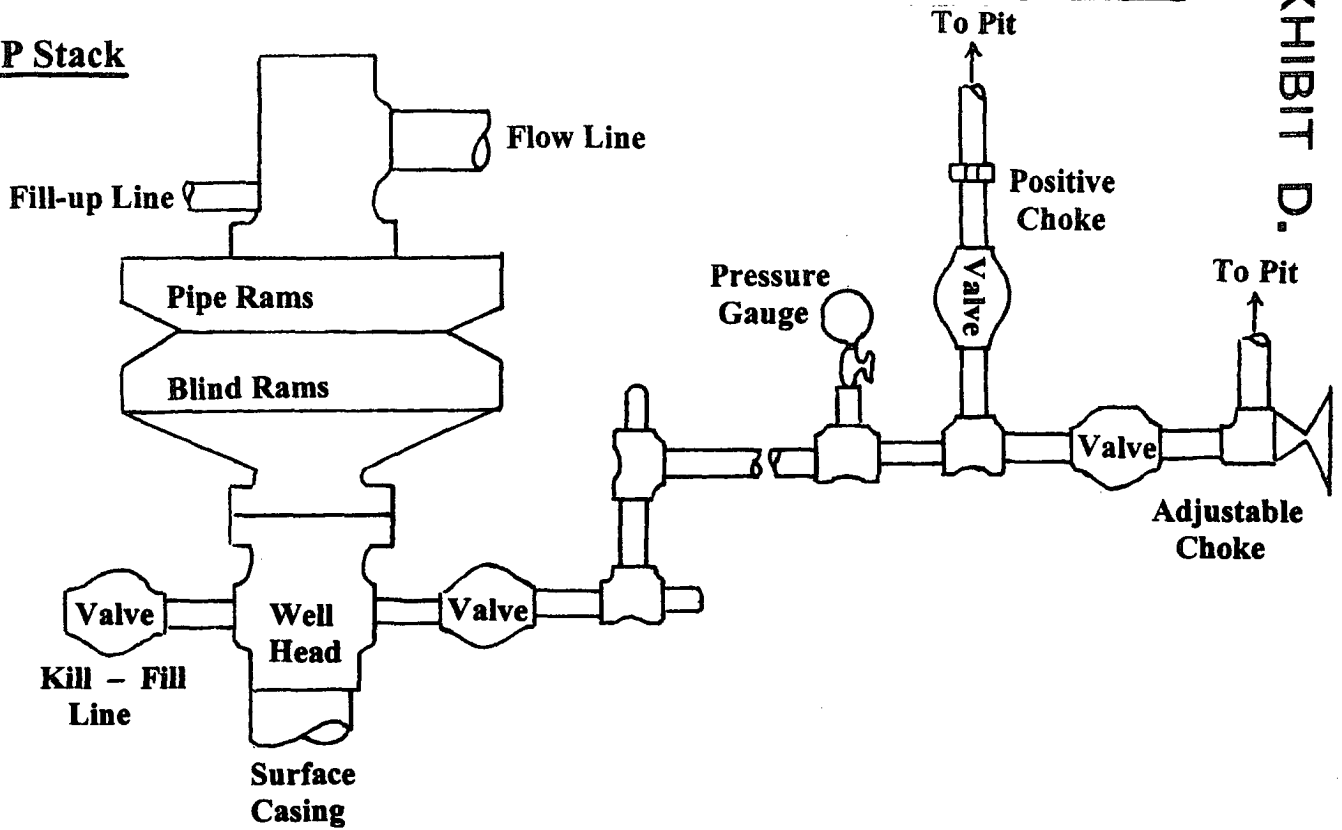 P Stack
To Pit
KHIBIT D.
Flow Line
Fill-up Line
Positive
Choke
Pipe Rams
Pressure
Gauge
Valve
To Pit
Blind Rams
Valve
Adjustable
Choke
Valve
Well
Head
Valve
Kill – Fill
Line
Surface
Casing